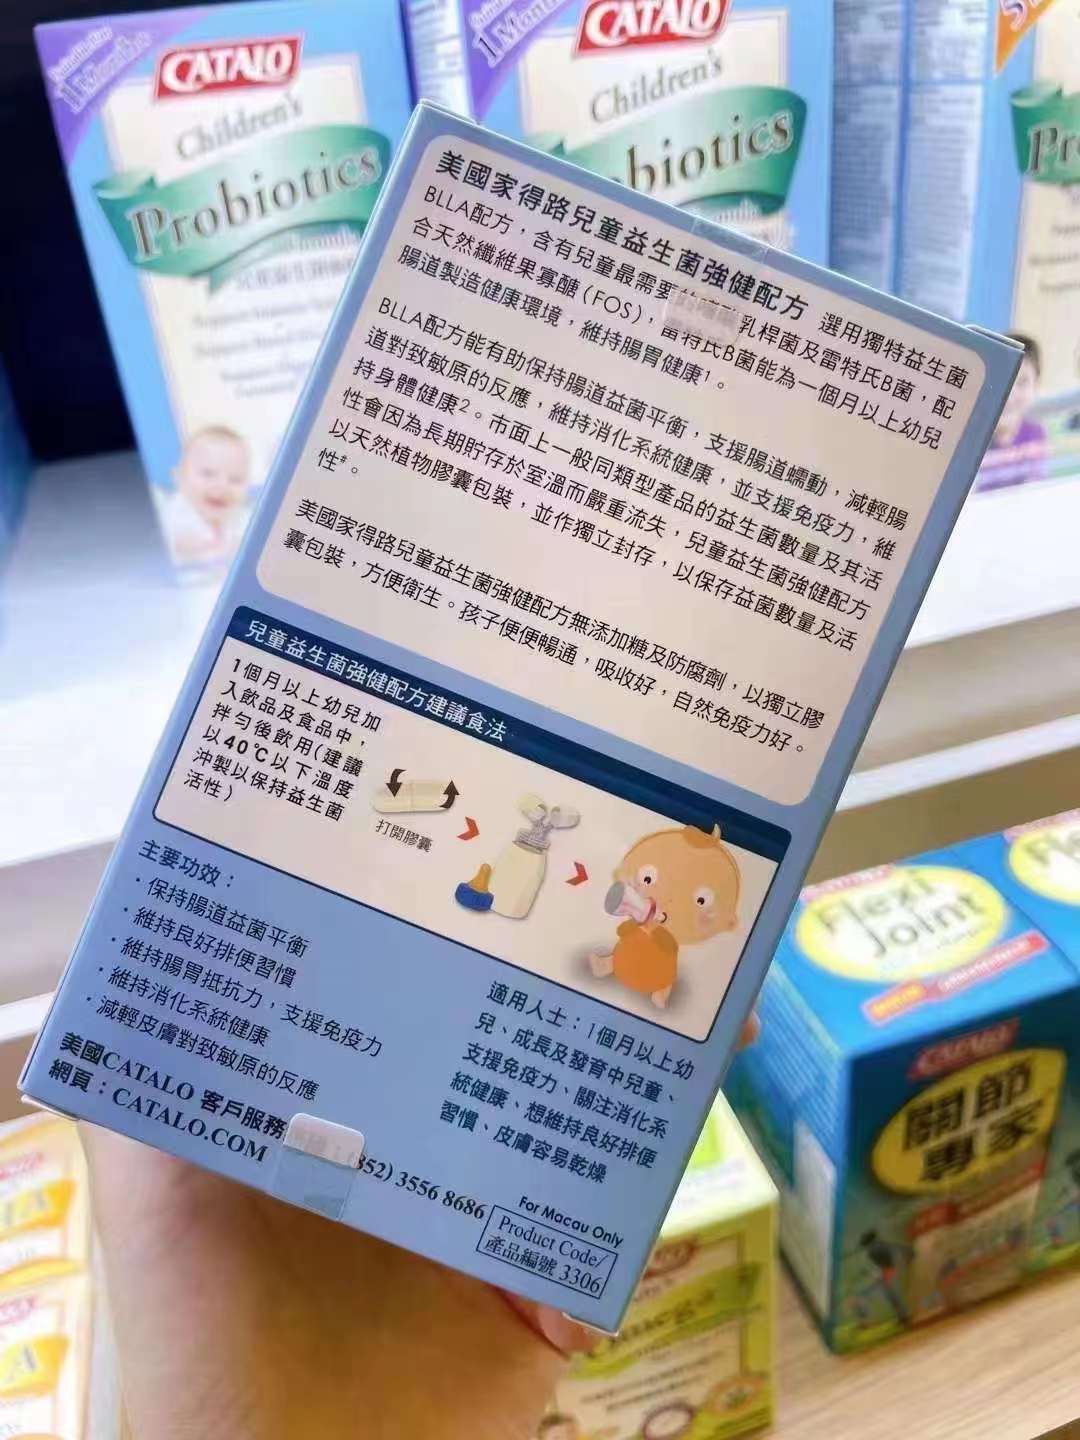 CATALO
Children's
Probiotics
CATALO
Children's
biotics
美國家得路兒童益生菌強健配方 選用獨特益生菌
BLLA配方，含有兒童最需要 乳桿菌及雷特氏B菌，配
合天然纖維果寡醣(FOS)，雷特氏B菌能為一個月以上幼兒
腸道製造健康環境，維持腸胃健康1。
BLLA配方能有助保持腸道益菌平衡，支援腸道蠕動，減輕腸
道對致敏原的反應，維持消化系統健康，並支援免疫力，維
持身體健康2。市面上一般同類型產品的益生菌數量及其活
性會因為長期貯存於室溫而嚴重流失，兒童益生菌強健配方
以天然植物膠囊包裝，並作獨立封存，以保存益菌數量及活
性#。
美國家得路兒童益生菌強健配方無添加糖及防腐劑，以獨立膠
囊包裝，方便衛生。孩子便便暢通，吸收好，自然免疫力好。
兒童益生菌強健配方建議食法
1個月以上幼兒加
入飲品及食品中，
拌勻後飲用(建議
以40℃以下溫度
沖製以保持益生菌
活性)
打開膠囊
主要功效：
·保持腸道益菌平衡
·維持良好排便習慣
·維持腸胃抵抗力，支援免疫力
·維持消化系統健康
·減輕皮膚對致敏原的反應
適用人士：1個月以上幼
兒、成長及發育中兒童、
支援免疫力、關注消化系
統健康、想維持良好排便
習慣、皮膚容易乾燥
美國CATALO 客戶服務 852) 3556 8686
網頁：CATALO.COM
For Macau Only
Product Code/
產品編號 3306
Flexi
Joint
CATALO
關節
專家